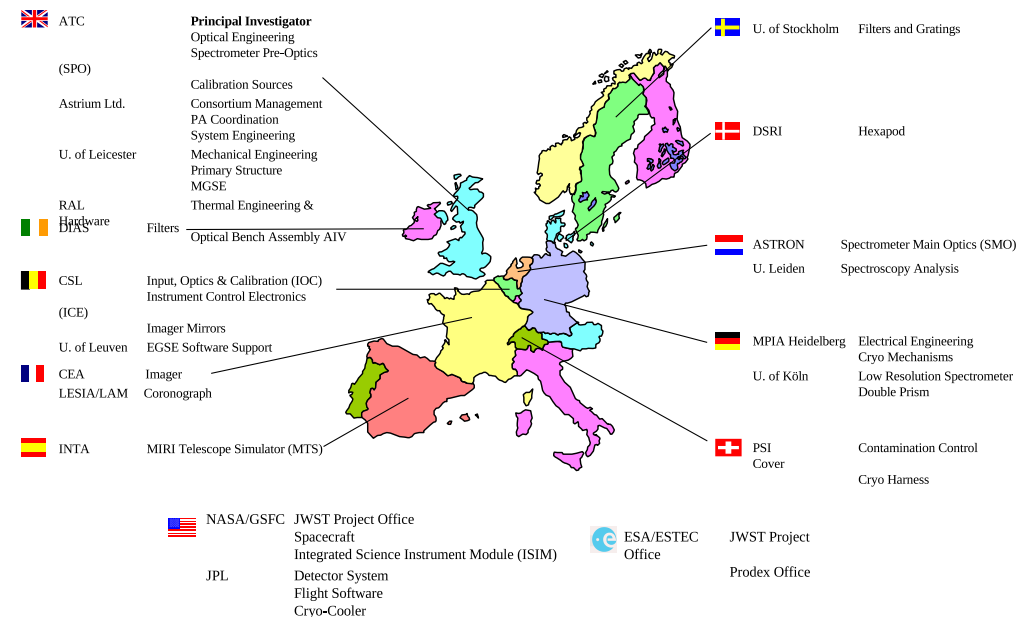 ATC Principal Investigator
Optical Engineering
Spectrometer Pre-Optics
(SPO)
Calibration Sources
Astrium Ltd. Consortium Management
PA Coordination
System Engineering
U. of Leicester Mechanical Engineering
Primary Structure
MGSE
RAL Thermal Engineering &
Hardware
Optical Bench Assembly AIV
DIAS Filters
CSL Input, Optics & Calibration (IOC)
Instrument Control Electronics
(ICE)
Imager Mirrors
U. of Leuven EGSE Software Support
CEA Imager
LESIA/LAM Coronograph
INTA MIRI Telescope Simulator (MTS)
U. of Stockholm Filters and Gratings
DSRI Hexapod
ASTRON Spectrometer Main Optics (SMO)
U. Leiden Spectroscopy Analysis
MPIA Heidelberg Electrical Engineering
Cryo Mechanisms
U. of Köln Low Resolution Spectrometer
Double Prism
PSI Contamination Control
Cover
Cryo Harness
NASA/GSFC JWST Project Office
Spacecraft
Integrated Science Instrument Module (ISIM)
JPL Detector System
Flight Software
Cryo-Cooler
ESA/ESTEC JWST Project
Office
Prodex Office